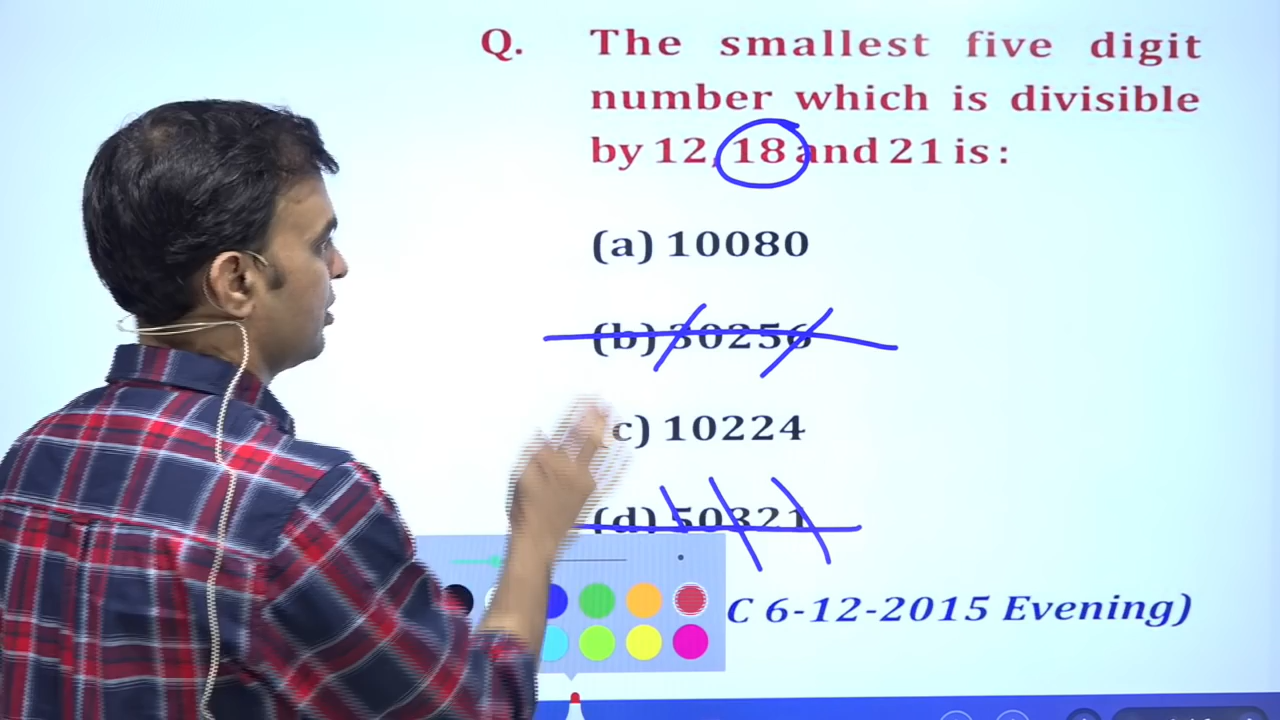 Q. The smallest five digit
number which is divisible
by 12, 18 and 21 is :
(a) 10080
(b) 30256
(c) 10224
(d) 50321
C 6-12-2015 Evening)